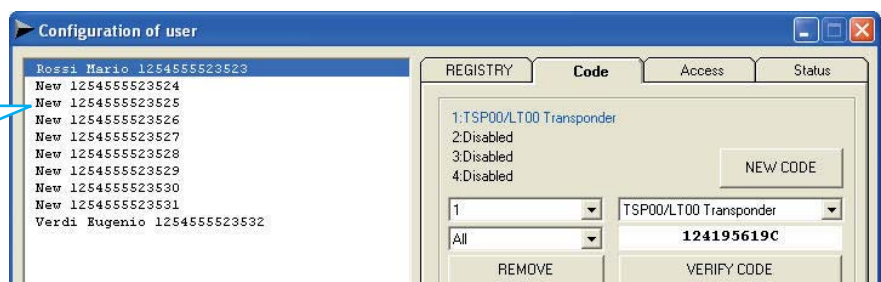 Configuration of user
Rossi Mario 1254555523523
New 1254555523524
New 1254555523525
New 1254555523526
New 1254555523527
New 1254555523528
New 1254555523529
New 1254555523530
New 1254555523531
Verdi Eugenio 1254555523532
REGISTRY Code Access Status
1:TSP00/LT00 Transponder
2:Disabled
3:Disabled
4:Disabled
NEW CODE
1 TSP00/LT00 Transponder
All 124195619C
REMOVE VERIFY CODE